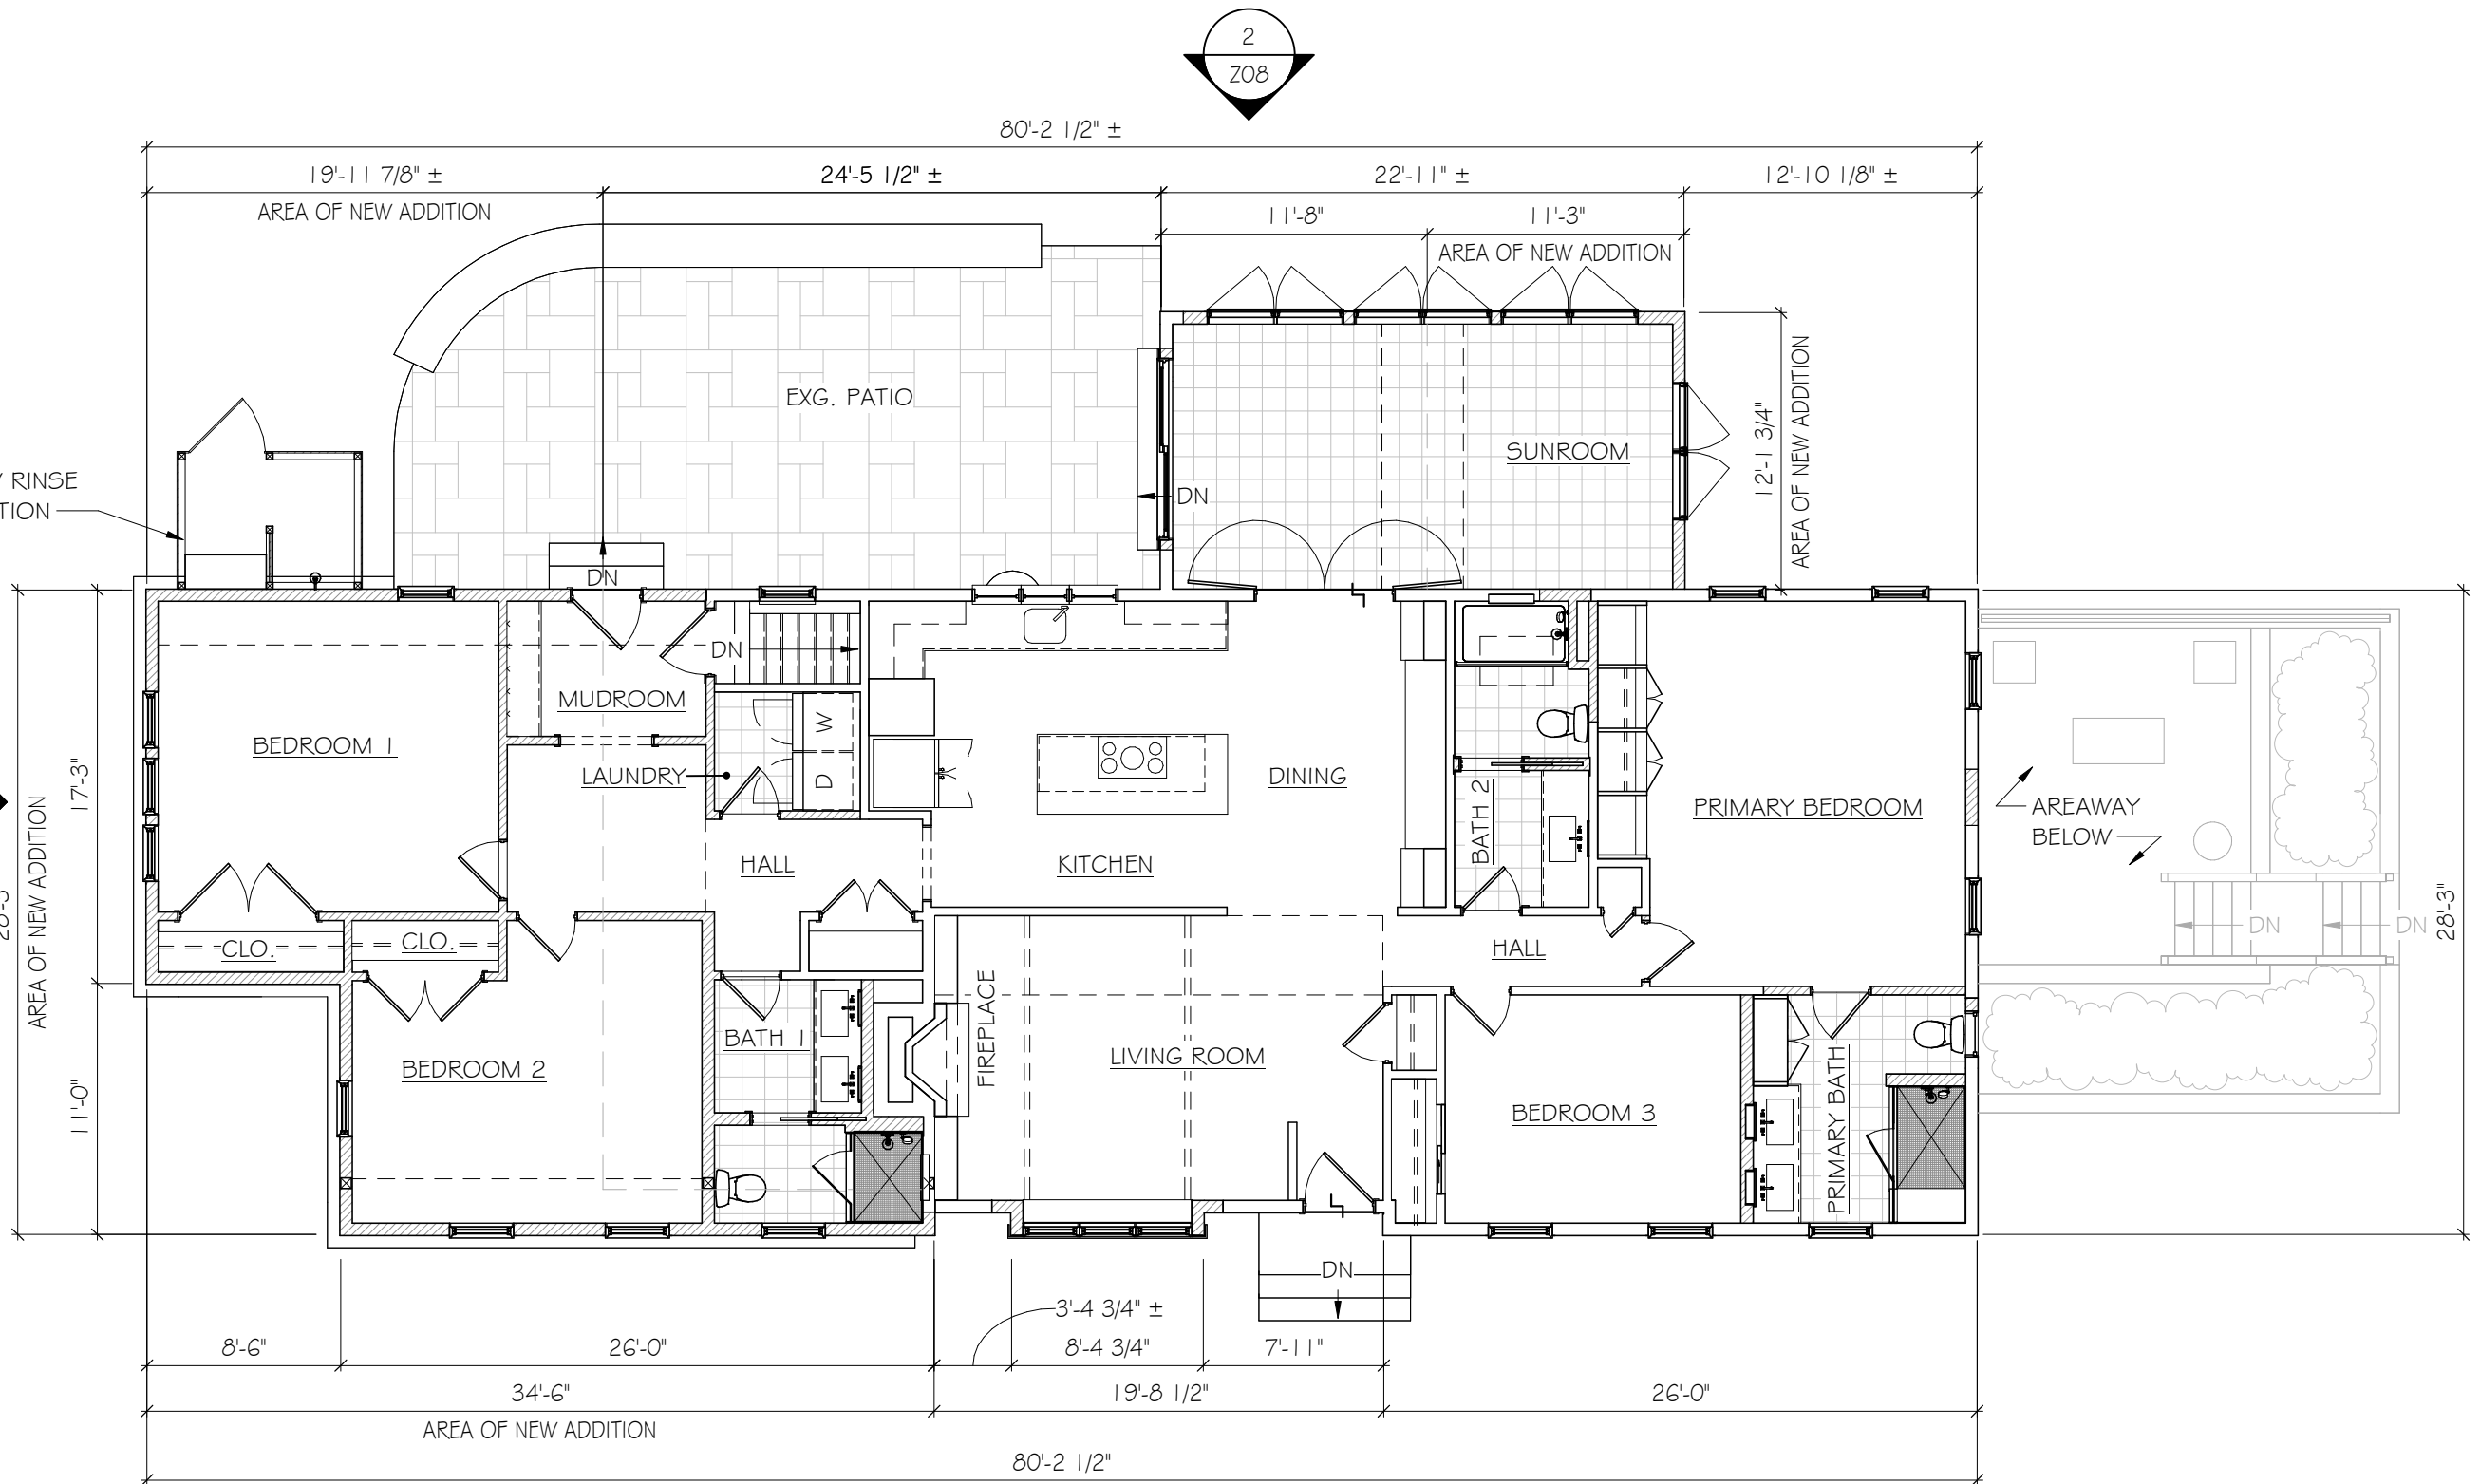 2
Z08
80'-2 1/2" ±
19'-11 7/8" ±
24'-5 1/2" ±
22'-11" ±
12'-10 1/8" ±
AREA OF NEW ADDITION
11'-8"
11'-3"
AREA OF NEW ADDITION
EXG. PATIO
SUNROOM
12'-1 3/4"
AREA OF NEW ADDITION
RINSE
DN
DN
DN
MUDROOM
W
D
LAUNDRY
BEDROOM 1
17'-3"
AREA OF NEW ADDITION
HALL
KITCHEN
DINING
BATH 2
PRIMARY BEDROOM
AREAWAY
BELOW
DN
DN
28'-3"
CLO.
CLO.
HALL
FIREPLACE
BATH 1
LIVING ROOM
BEDROOM 2
BEDROOM 3
PRIMARY BATH
11'-0"
DN
3'-4 3/4" ±
8'-6"
26'-0"
8'-4 3/4"
7'-11"
34'-6"
19'-8 1/2"
26'-0"
AREA OF NEW ADDITION
80'-2 1/2"